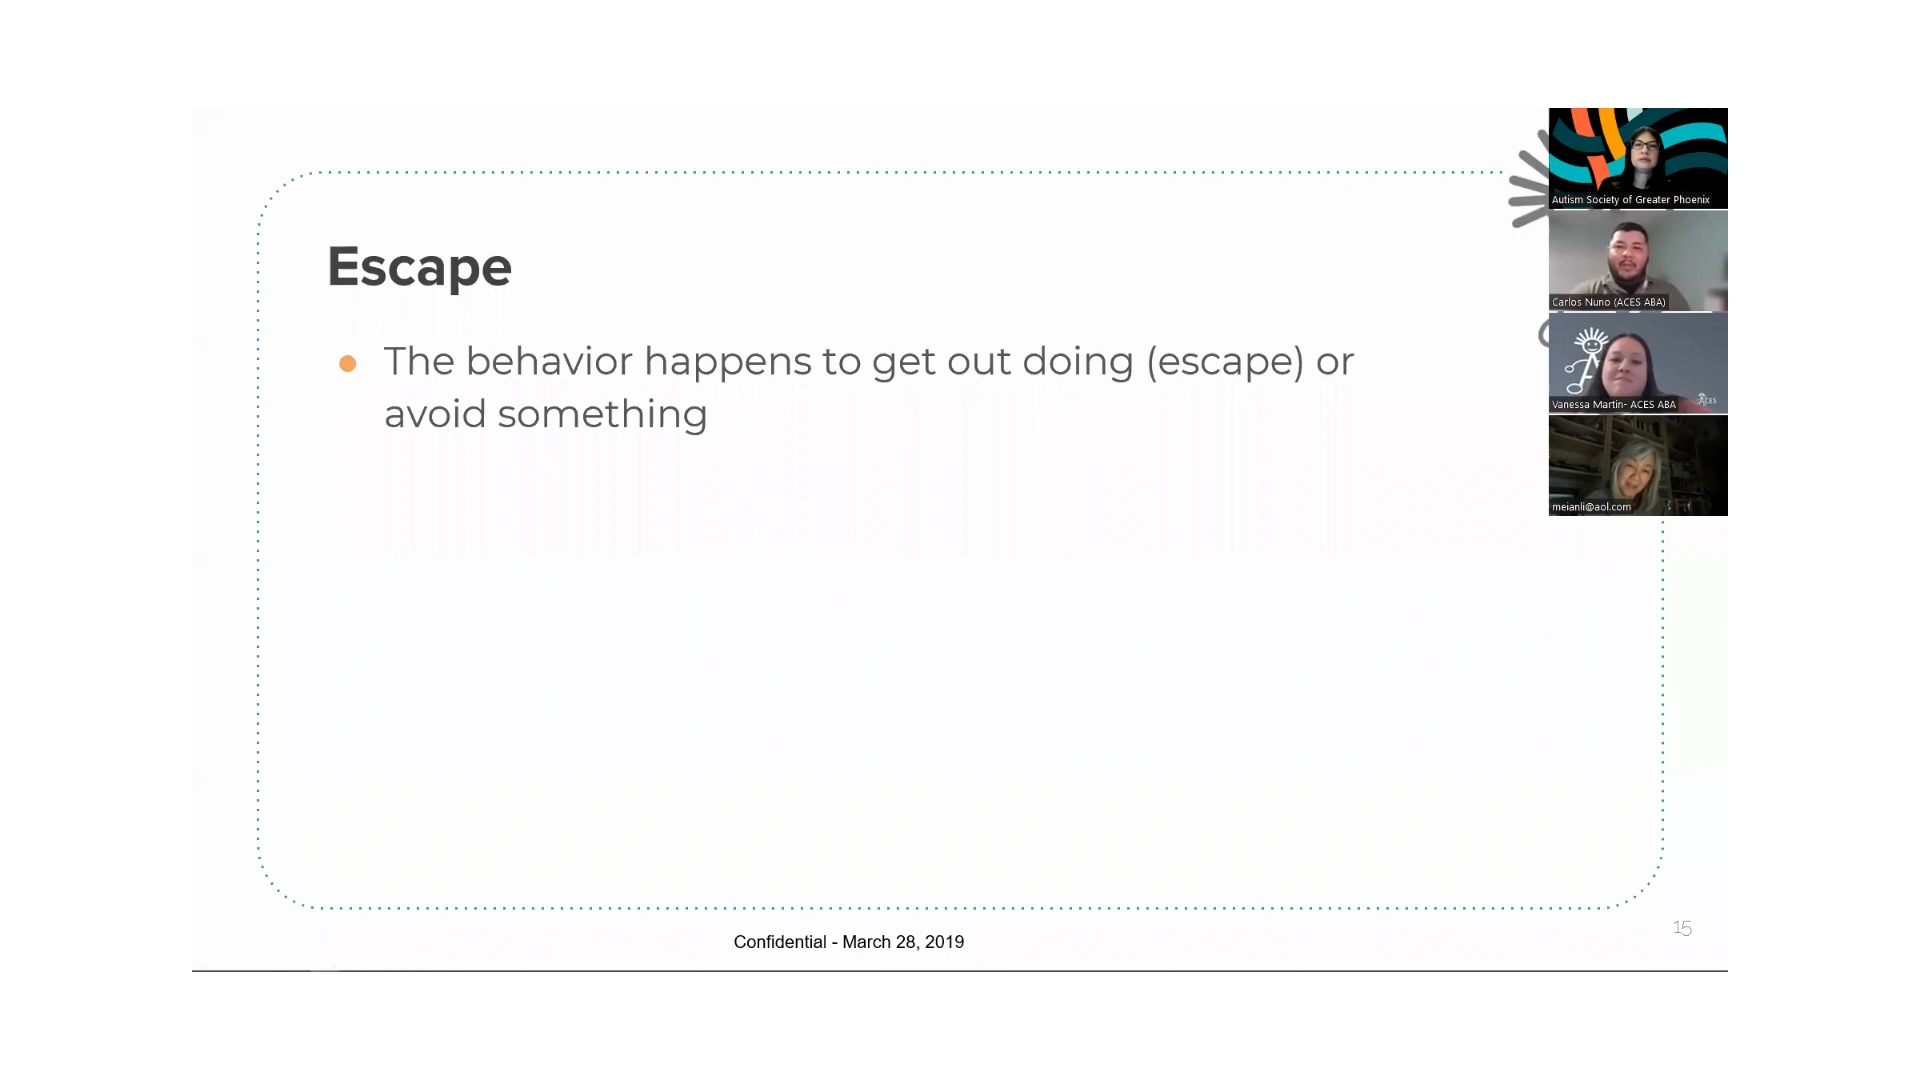 Escape
The behavior happens to get out doing (escape) or
avoid something
Autism Society of Greater Phoenix
Carlos Nuno (ACES ABA)
Vanessa Martin- ACES ABA
ACES
meianli@aol.com
Confidential - March 28, 2019
15